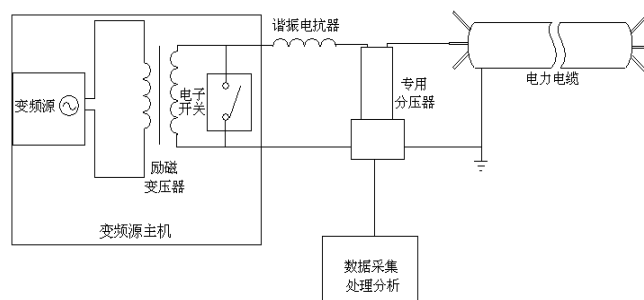 谐振电抗器
变频源
电子
开关
专用
分压器
电力电缆
励磁
变压器
变频源主机
数据采集
处理分析